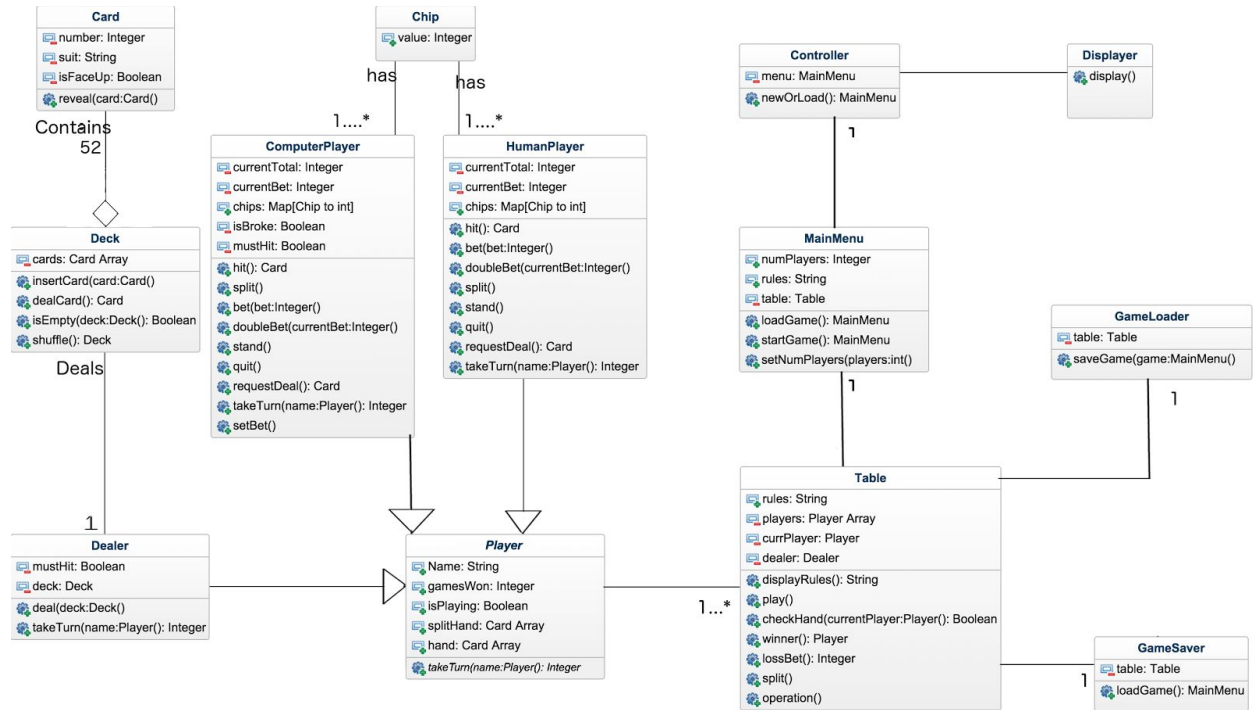 Card
number: Integer
suit: String
isFaceUp: Boolean
reveal(card:Card()
Contains
52
Deck
cards: Card Array
insertCard(card:Card()
dealCard(): Card
isEmpty(deck:Deck(): Boolean
shuffle(): Deck
Deals
1
Dealer
mustHit: Boolean
deck: Deck
deal(deck:Deck()
takeTurn(name:Player(): Integer
Chip
value: Integer
has
has
1....*
1....*
ComputerPlayer
currentTotal: Integer
currentBet: Integer
chips: Map[Chip to int]
isBroke: Boolean
mustHit: Boolean
hit(): Card
split()
bet(bet:Integer()
doubleBet(currentBet:Integer()
stand()
quit()
requestDeal(): Card
takeTurn(name:Player(): Integer
setBet()
HumanPlayer
currentTotal: Integer
currentBet: Integer
chips: Map[Chip to int]
hit(): Card
bet(bet:Integer()
doubleBet(currentBet:Integer()
split()
stand()
quit()
requestDeal(): Card
takeTurn(name:Player(): Integer
Player
Name: String
gamesWon: Integer
isPlaying: Boolean
splitHand: Card Array
hand: Card Array
takeTurn(name:Player(): Integer
1...*
Controller
menu: MainMenu
newOrLoad(): MainMenu
Displayer
display()
1
MainMenu
numPlayers: Integer
rules: String
table: Table
loadGame(): MainMenu
startGame(): MainMenu
setNumPlayers(players:int()
1
GameLoader
table: Table
saveGame(game:MainMenu()
1
Table
rules: String
players: Player Array
currPlayer: Player
dealer: Dealer
displayRules(): String
play()
checkHand(currentPlayer:Player(): Boolean
winner(): Player
lossBet(): Integer
split()
operation()
1
GameSaver
table: Table
loadGame(): MainMenu